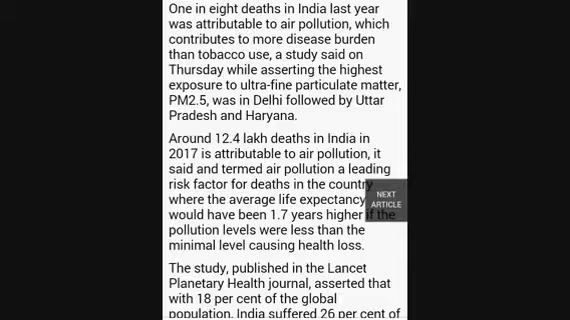 One in eight deaths in India last year
was attributable to air pollution, which
contributes to more disease burden
than tobacco use, a study said on
Thursday while asserting the highest
exposure to ultra-fine particulate matter,
PM2.5, was in Delhi followed by Uttar
Pradesh and Haryana.
Around 12.4 lakh deaths in India in
2017 is attributable to air pollution, it
said and termed air pollution a leading
risk factor for deaths in the country
where the average life expectancy
would have been 1.7 years higher if the
pollution levels were less than the
minimal level causing health loss.
NEXT
ARTICLE
The study, published in the Lancet
Planetary Health journal, asserted that
with 18 per cent of the global
population, India suffered 26 per cent of